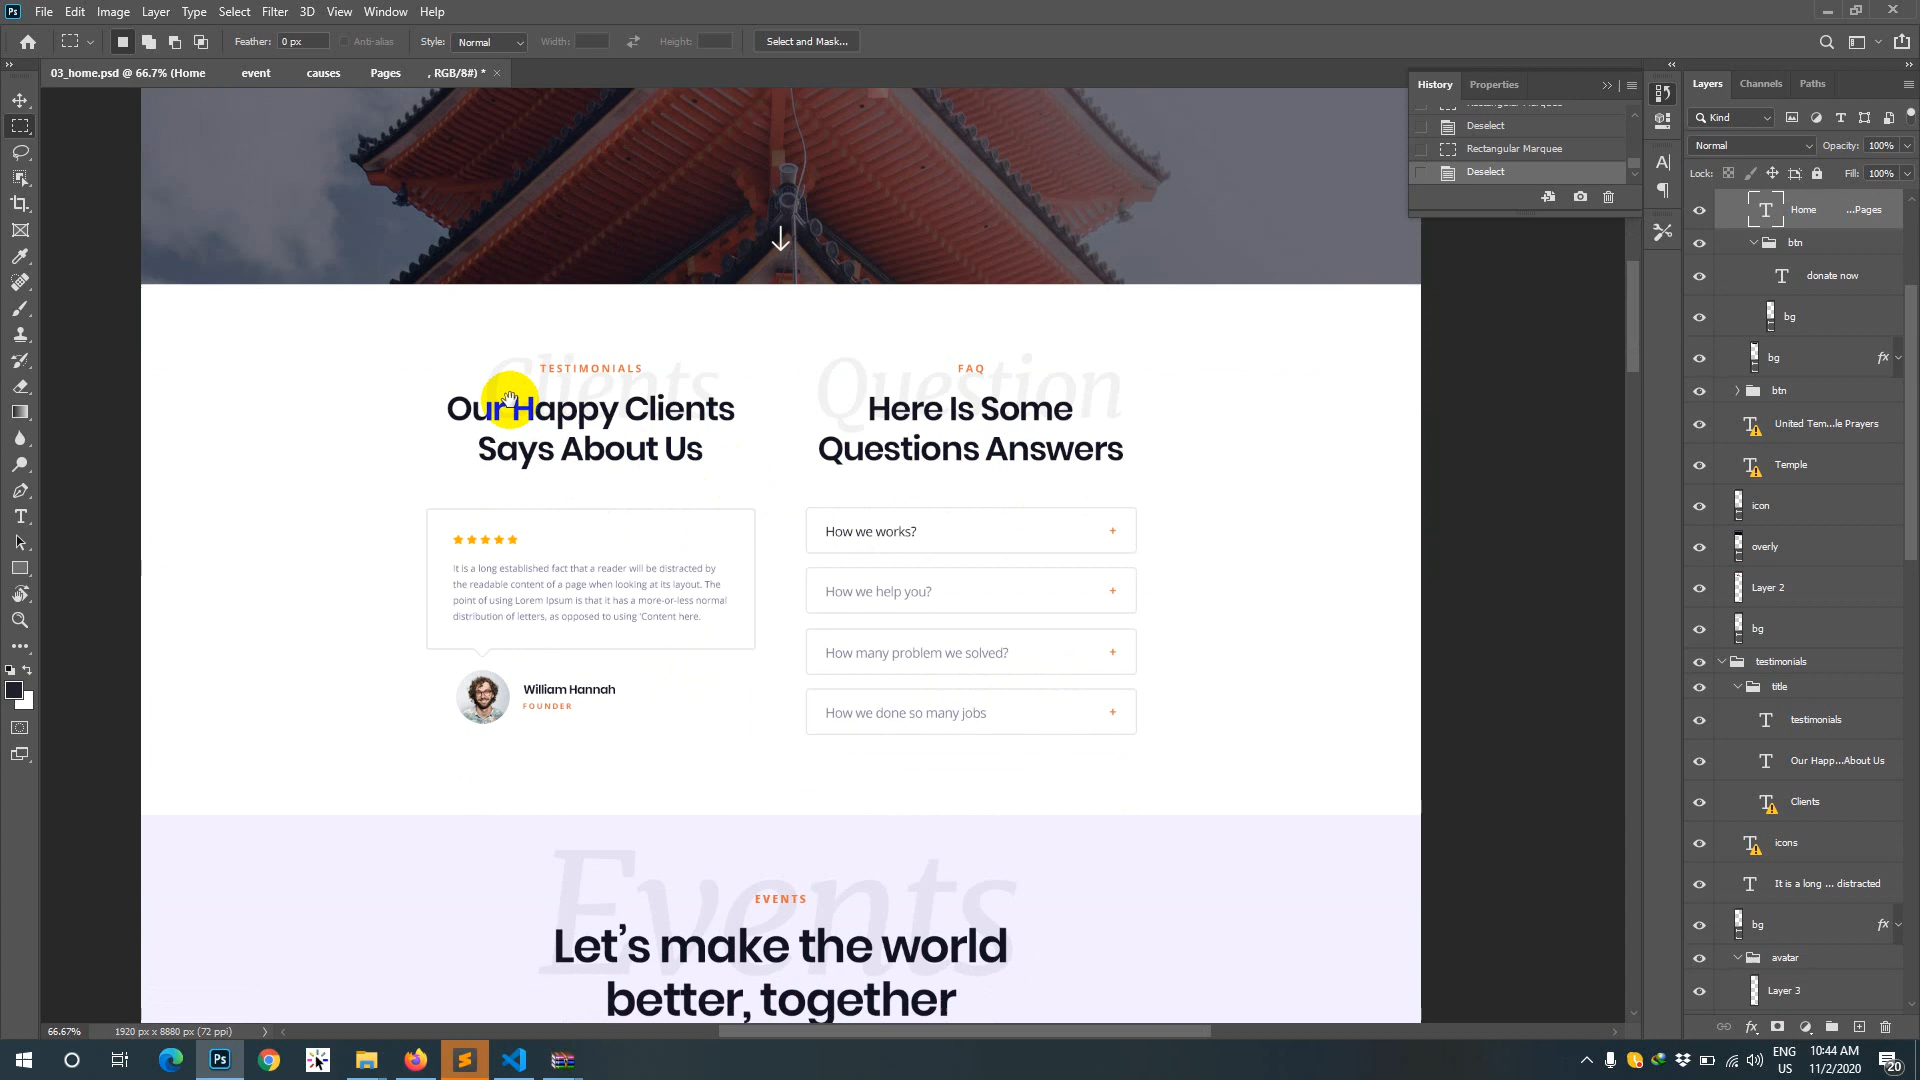 Ps File Edit Image Layer Type Select Filter 3D View Window Help
Feather: 0 px Anti-alias Style: Normal Width: Height: Select and Mask...
03_home.psd @ 66.7% (Home event causes Pages , RGB/8#) * ×
Clients
TESTIMONIALS
Our Happy Clients
Says About Us
It is a long established fact that a reader will be distracted by
the readable content of a page when looking at its layout. The
point of using Lorem Ipsum is that it has a more-or-less normal
distribution of letters, as opposed to using 'Content here.
William Hannah
FOUNDER
Question
FAQ
Here Is Some
Questions Answers
How we works? +
How we help you? +
How many problem we solved? +
How we done so many jobs +
Events
EVENTS
Let's make the world
better, together
History Properties
Deselect
Rectangular Marquee
Deselect
Layers Channels Paths
Kind
Normal Opacity: 100%
Lock: Fill: 100%
Home ...Pages
btn
donate now
bg
bg fx
btn
United Tem...le Prayers
Temple
icon
overly
Layer 2
bg
testimonials
title
testimonials
Our Happ...About Us
Clients
icons
It is a long ... distracted
bg fx
avatar
Layer 3
66.67% 1920 px x 8880 px (72 ppi)
Ps
ENG
US
10:44 AM
11/2/2020
20